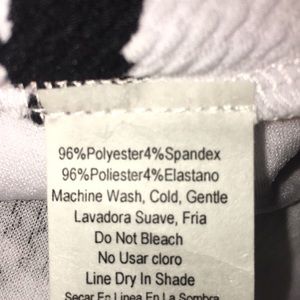 96%Polyester4%Spandex
96%Poliester4%Elastano
Machine Wash, Cold, Gentle
Lavadora Suave, Fria
Do Not Bleach
No Usar cloro
Line Dry In Shade
Secar En Linea En La Sombra